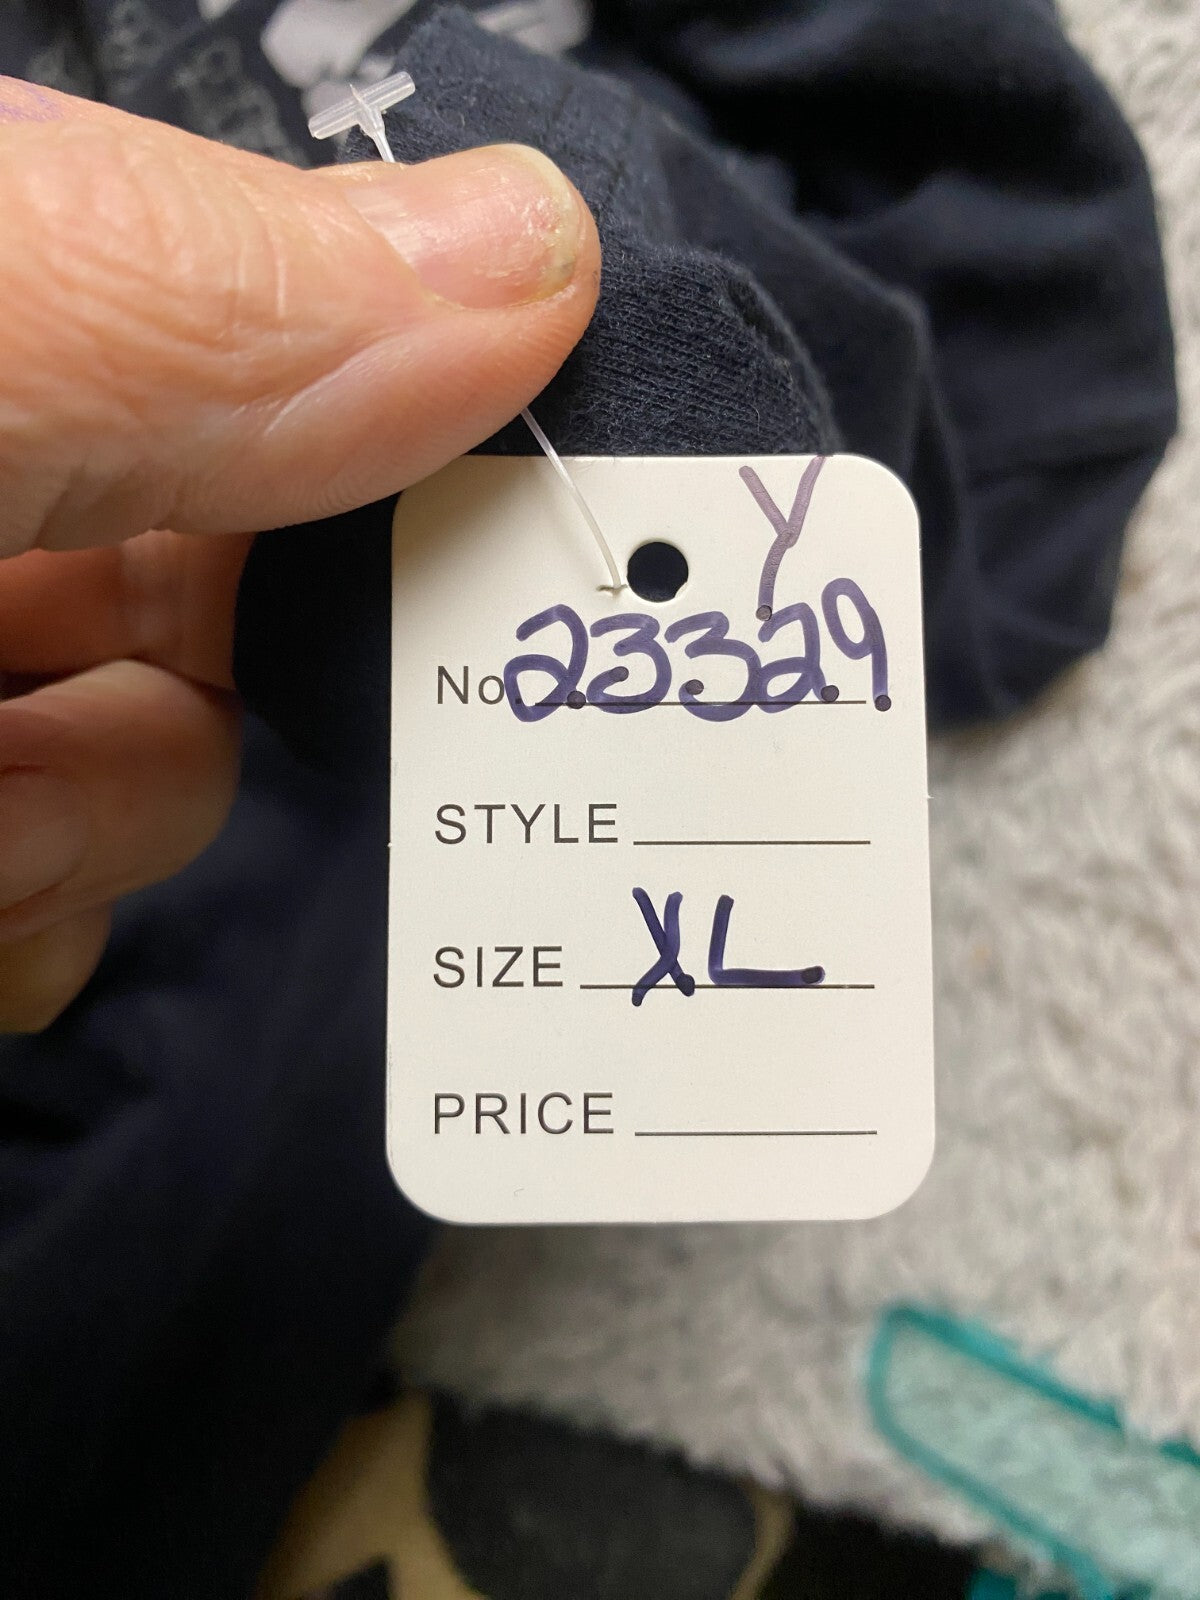 Y
No. 23329
STYLE
SIZE XL
PRICE